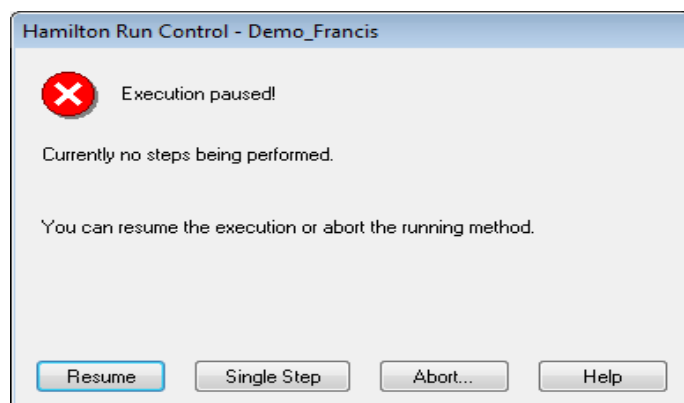 Hamilton Run Control - Demo_Francis
Execution paused!
Currently no steps being performed.
You can resume the execution or abort the running method.
Resume Single Step Abort... Help